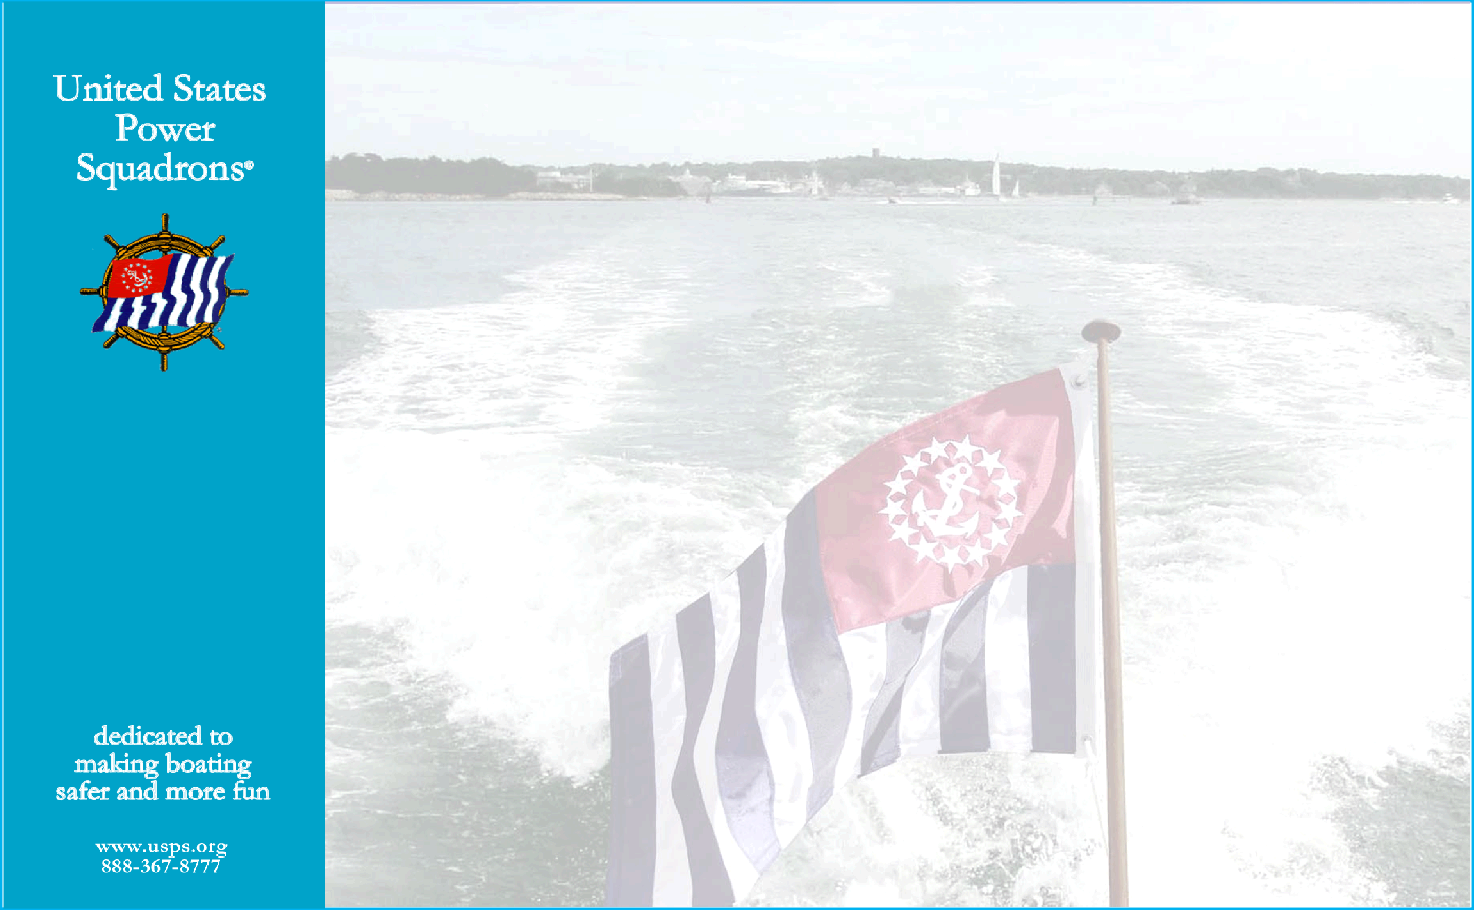 United States
Power
Squadrons®
dedicated to
making boating
safer and more fun
www.usps.org
888-367-8777